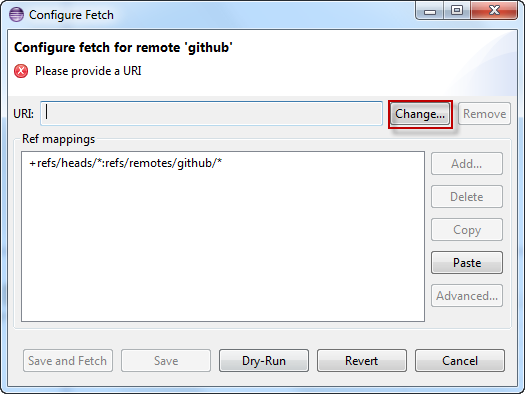 Configure Fetch
Configure fetch for remote 'github'
Please provide a URI
URI:
Change...
Remove
Ref mappings
+refs/heads/*:refs/remotes/github/*
Add...
Delete
Copy
Paste
Advanced...
Save and Fetch
Save
Dry-Run
Revert
Cancel